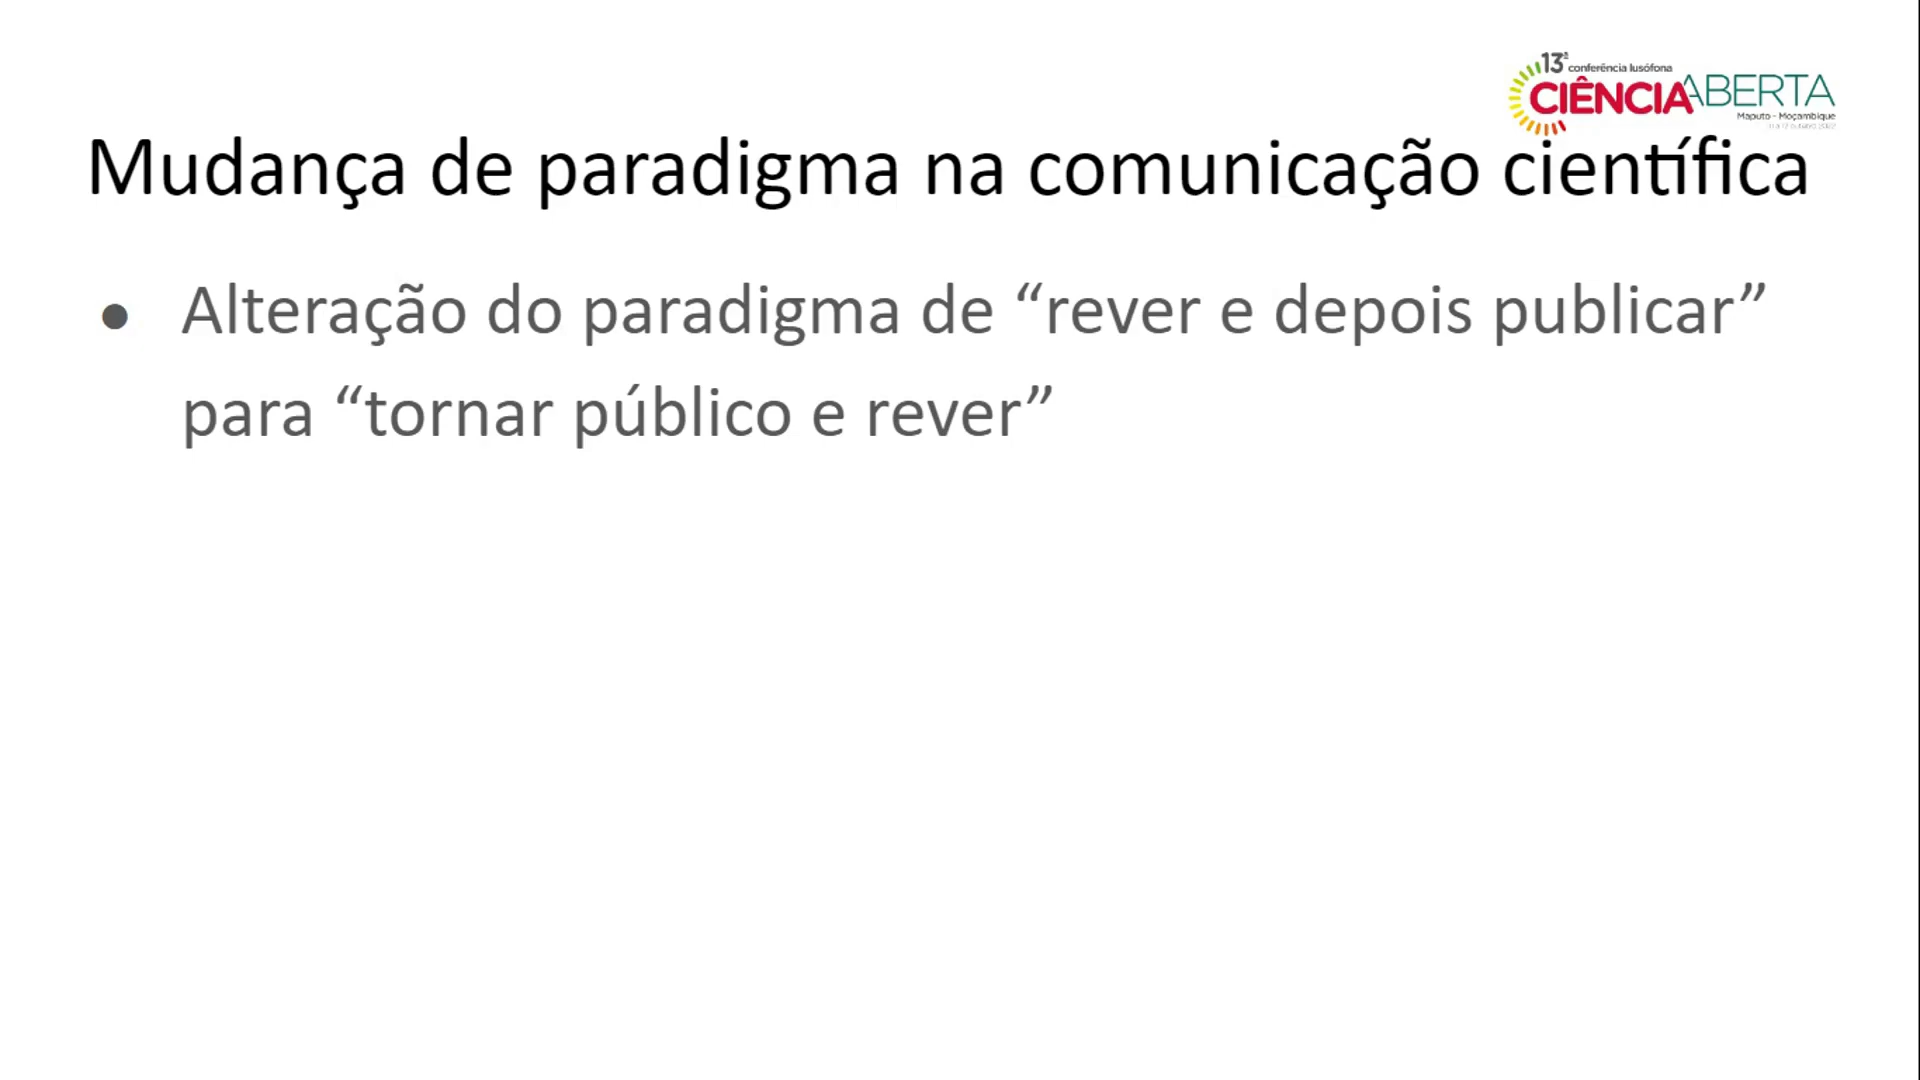 13ª conferência lusófona
CIÊNCIA ABERTA
Maputo - Moçambique
Mudança de paradigma na comunicação científica
● Alteração do paradigma de “rever e depois publicar”
para “tornar público e rever”